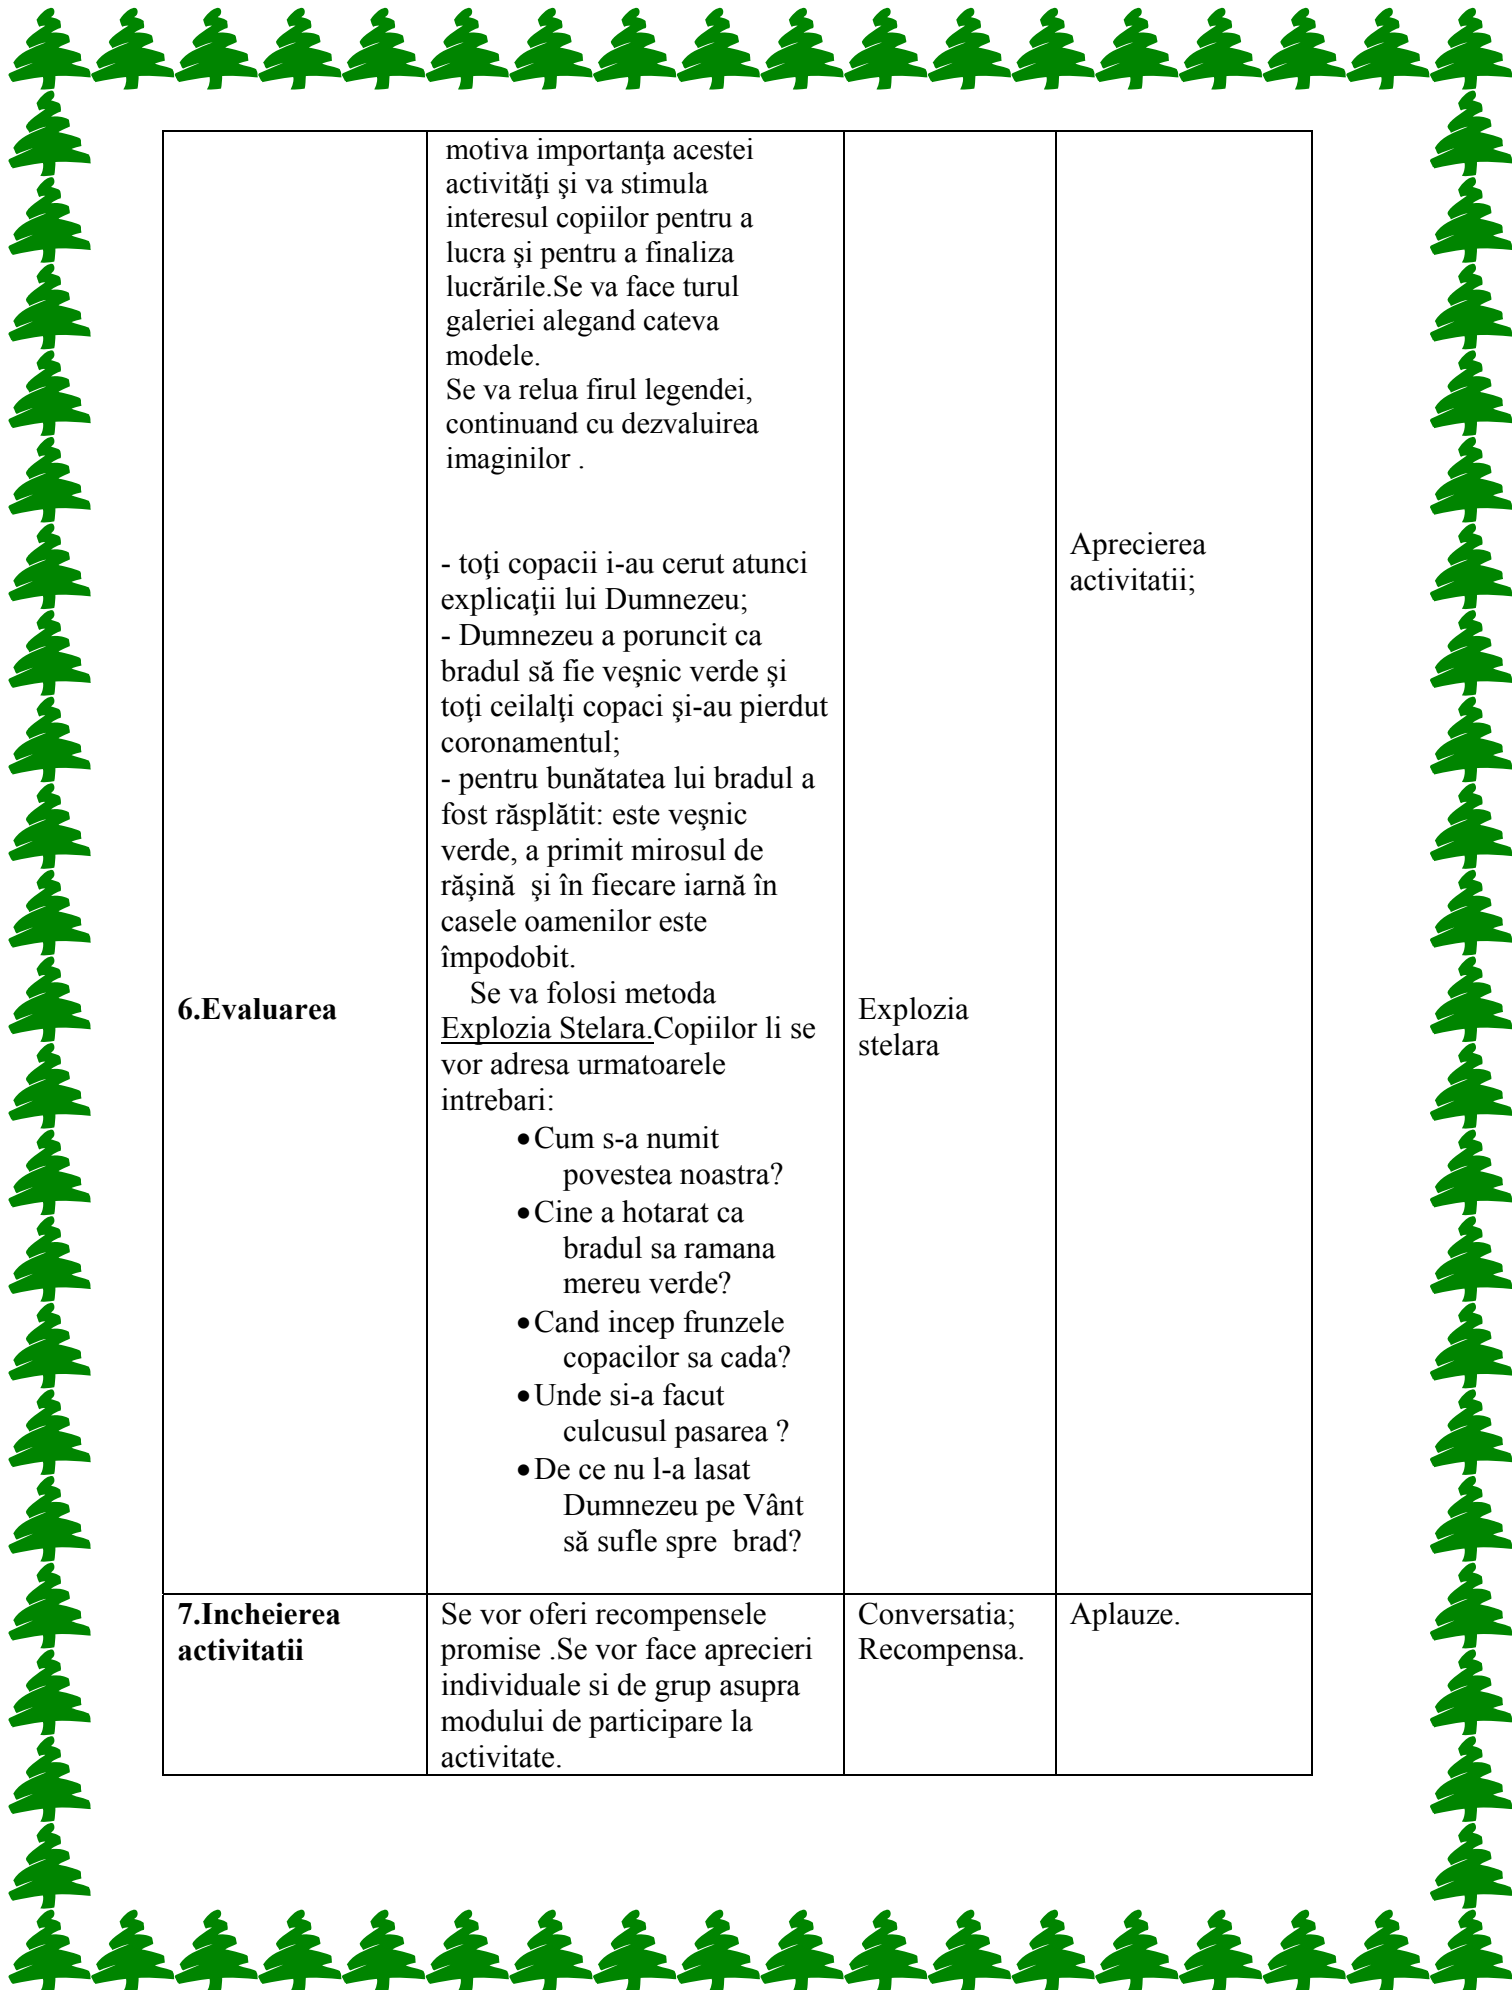 motiva importanţa acestei
activităţi şi va stimula
interesul copiilor pentru a
lucra şi pentru a finaliza
lucrările.Se va face turul
galeriei alegand cateva
modele.
Se va relua firul legendei,
continuand cu dezvaluirea
imaginilor .
- toţi copacii i-au cerut atunci
explicaţii lui Dumnezeu;
- Dumnezeu a poruncit ca
bradul să fie veşnic verde şi
toţi ceilalţi copaci şi-au pierdut
coronamentul;
- pentru bunătatea lui bradul a
fost răsplătit: este veşnic
verde, a primit mirosul de
răşină  şi în fiecare iarnă în
casele oamenilor este
împodobit.
Aprecierea
activitatii;
6.Evaluarea
Se va folosi metoda
Explozia Stelara.Copiilor li se
vor adresa urmatoarele
intrebari:
•Cum s-a numit
povestea noastra?
•Cine a hotarat ca
bradul sa ramana
mereu verde?
•Cand incep frunzele
copacilor sa cada?
•Unde si-a facut
culcusul pasarea ?
•De ce nu l-a lasat
Dumnezeu pe Vânt
să sufle spre  brad?
Explozia
stelara
7.Incheierea
activitatii
Se vor oferi recompensele
promise .Se vor face aprecieri
individuale si de grup asupra
modului de participare la
activitate.
Conversatia;
Recompensa.
Aplauze.